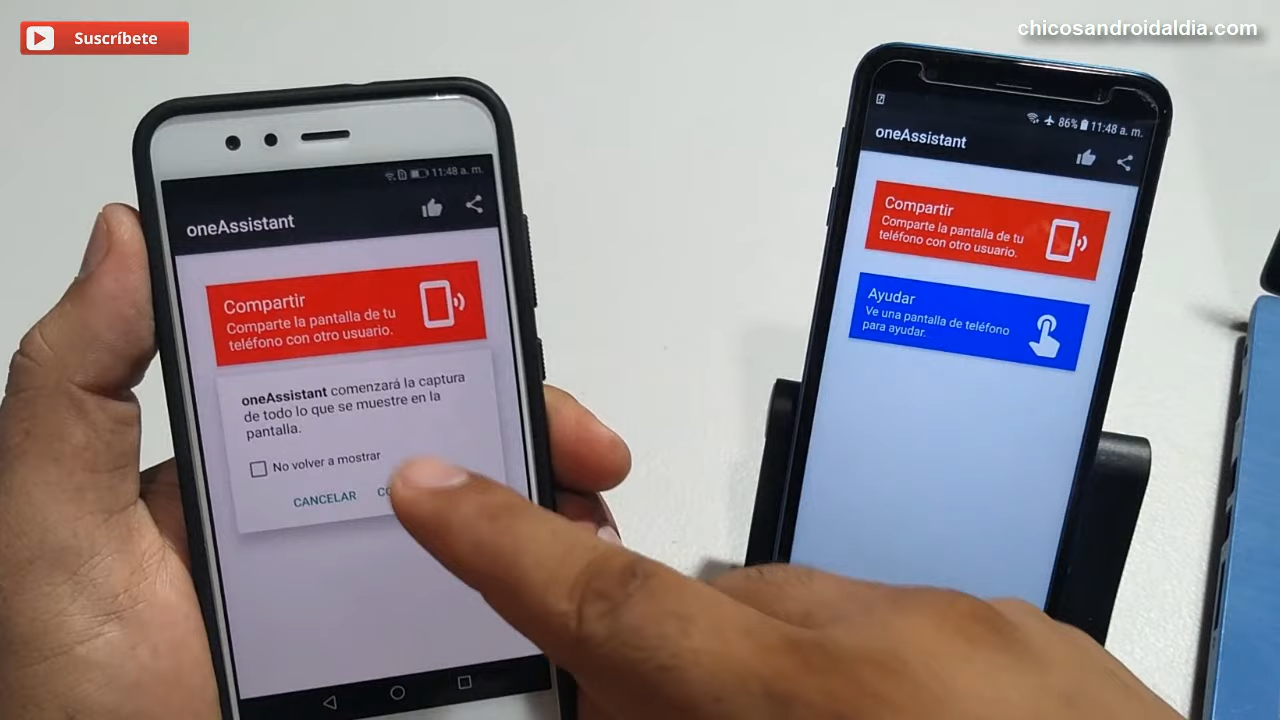 Suscríbete
chicosandroidaldia.com
11:48 a. m.
oneAssistant
Compartir
Comparte la pantalla de tu
teléfono con otro usuario.
oneAssistant comenzará la captura
de todo lo que se muestre en la
pantalla.
No volver a mostrar
CANCELAR
86% 11:48 a. m.
oneAssistant
Compartir
Comparte la pantalla de tu
teléfono con otro usuario.
Ayudar
Ve una pantalla de teléfono
para ayudar.